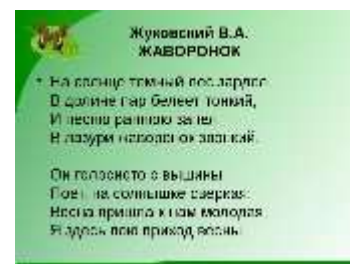 Жуковский В.А.
ЖАВОРОНОК
На солнце темный лес зардел
В долине пар белеет тонкий,
И песню раннюю запел
В лазури жаворонок звонкий.
Он голосисто с вышины
Поет, на солнышке сверкая:
Весна пришла к нам молодая
Я здесь пою приход весны